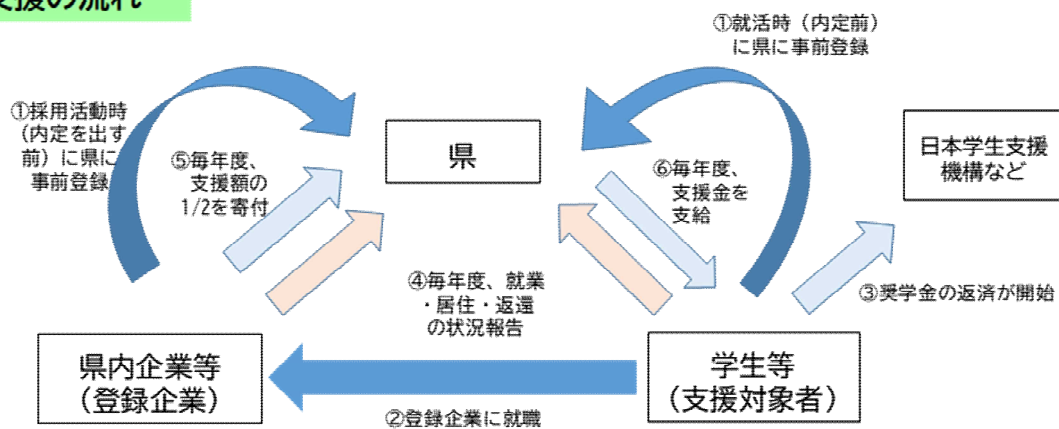 支援の流れ
①就活時（内定前）
に県に事前登録
①採用活動時
（内定を出す
前）に県に
事前登録
⑤毎年度、
支援額の
1/2を寄付
県
⑥毎年度、
支援金を
支給
日本学生支援
機構など
④毎年度、就業
・居住・返還
の状況報告
③奨学金の返済が開始
県内企業等
（登録企業）
学生等
（支援対象者）
②登録企業に就職